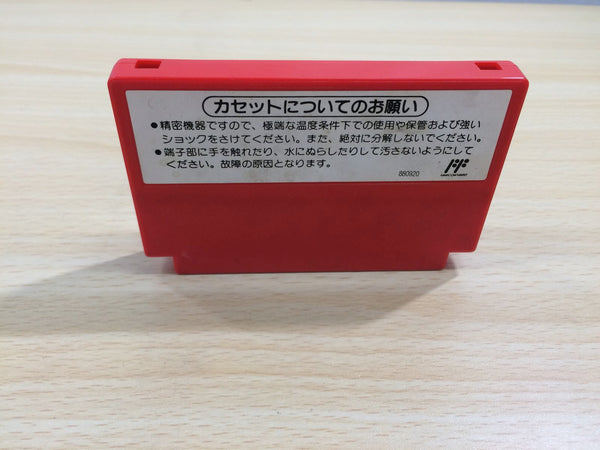 カセットについてのお願い
●精密機器ですので、極端な温度条件下での使用や保管および強い
ショックをさけてください。また、絶対に分解しないでください。
●端子部に手を触れたり、水にぬらしたりして汚さないようにして
ください。故障の原因となります。
880920